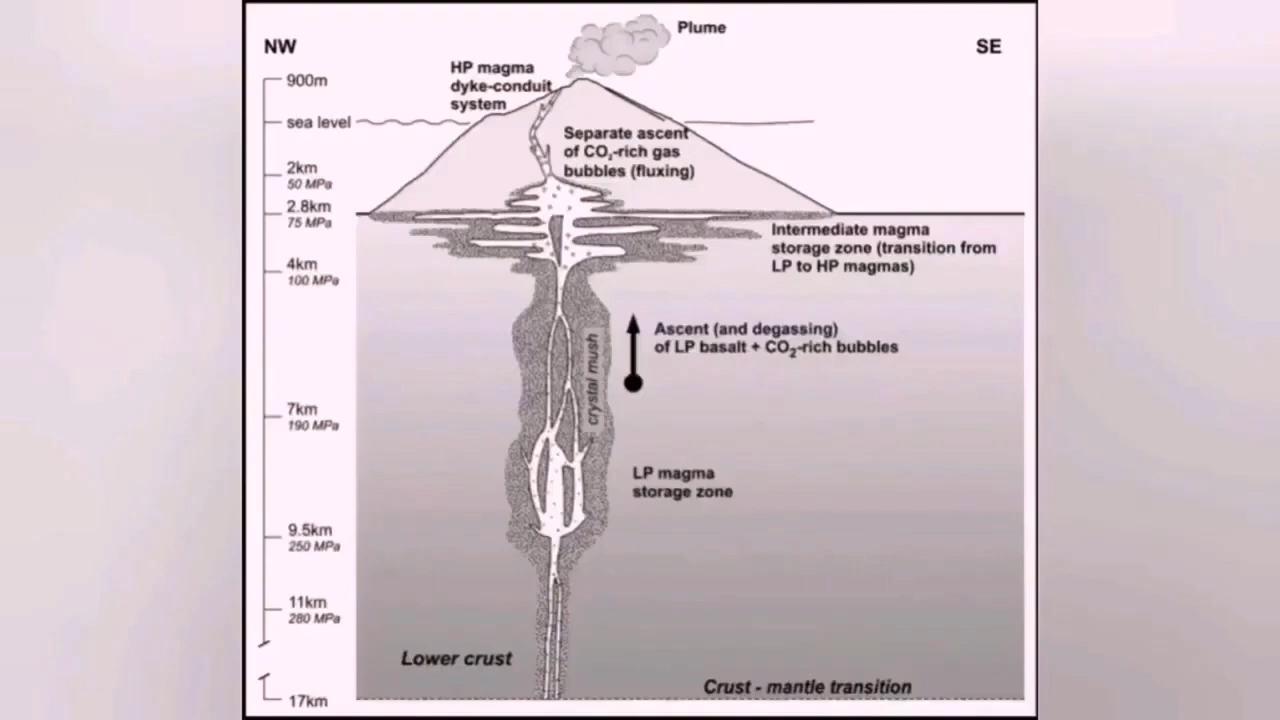 Plume
NW
SE
HP magma
dyke-conduit
system
900m
sea level
Separate ascent
of CO₂-rich gas
bubbles (fluxing)
2km
50 MPa
2.8km
75 MPa
Intermediate magma
storage zone (transition from
LP to HP magmas)
4km
100 MPa
Ascent (and degassing)
of LP basalt + CO₂-rich bubbles
crystal mush
7km
190 MPa
LP magma
storage zone
9.5km
250 MPa
11km
280 MPa
Lower crust
Crust - mantle transition
17km